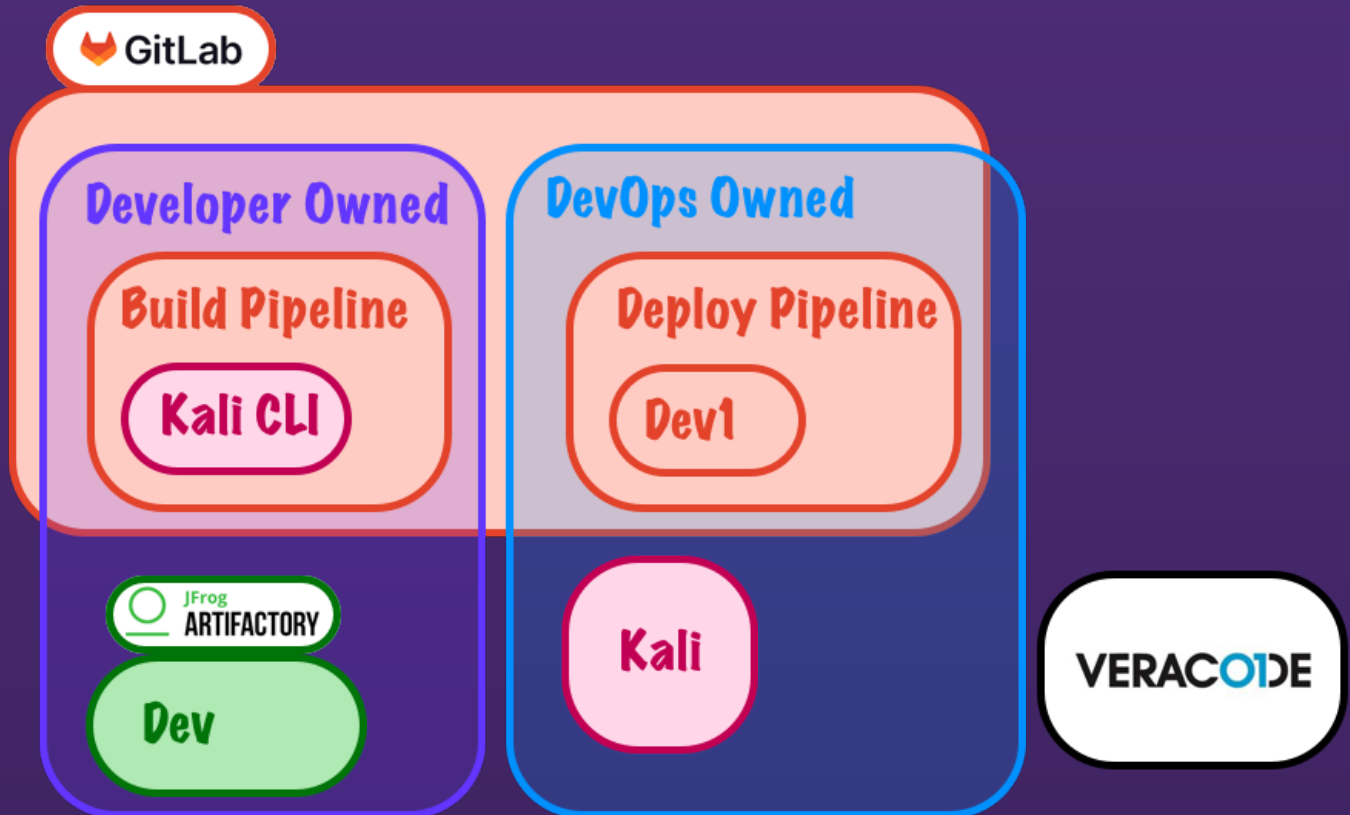 GitLab
Developer Owned
DevOps Owned
Build Pipeline
Deploy Pipeline
Kali CLI
Dev1
JFrog
ARTIFACTORY
Dev
Kali
VERACODE